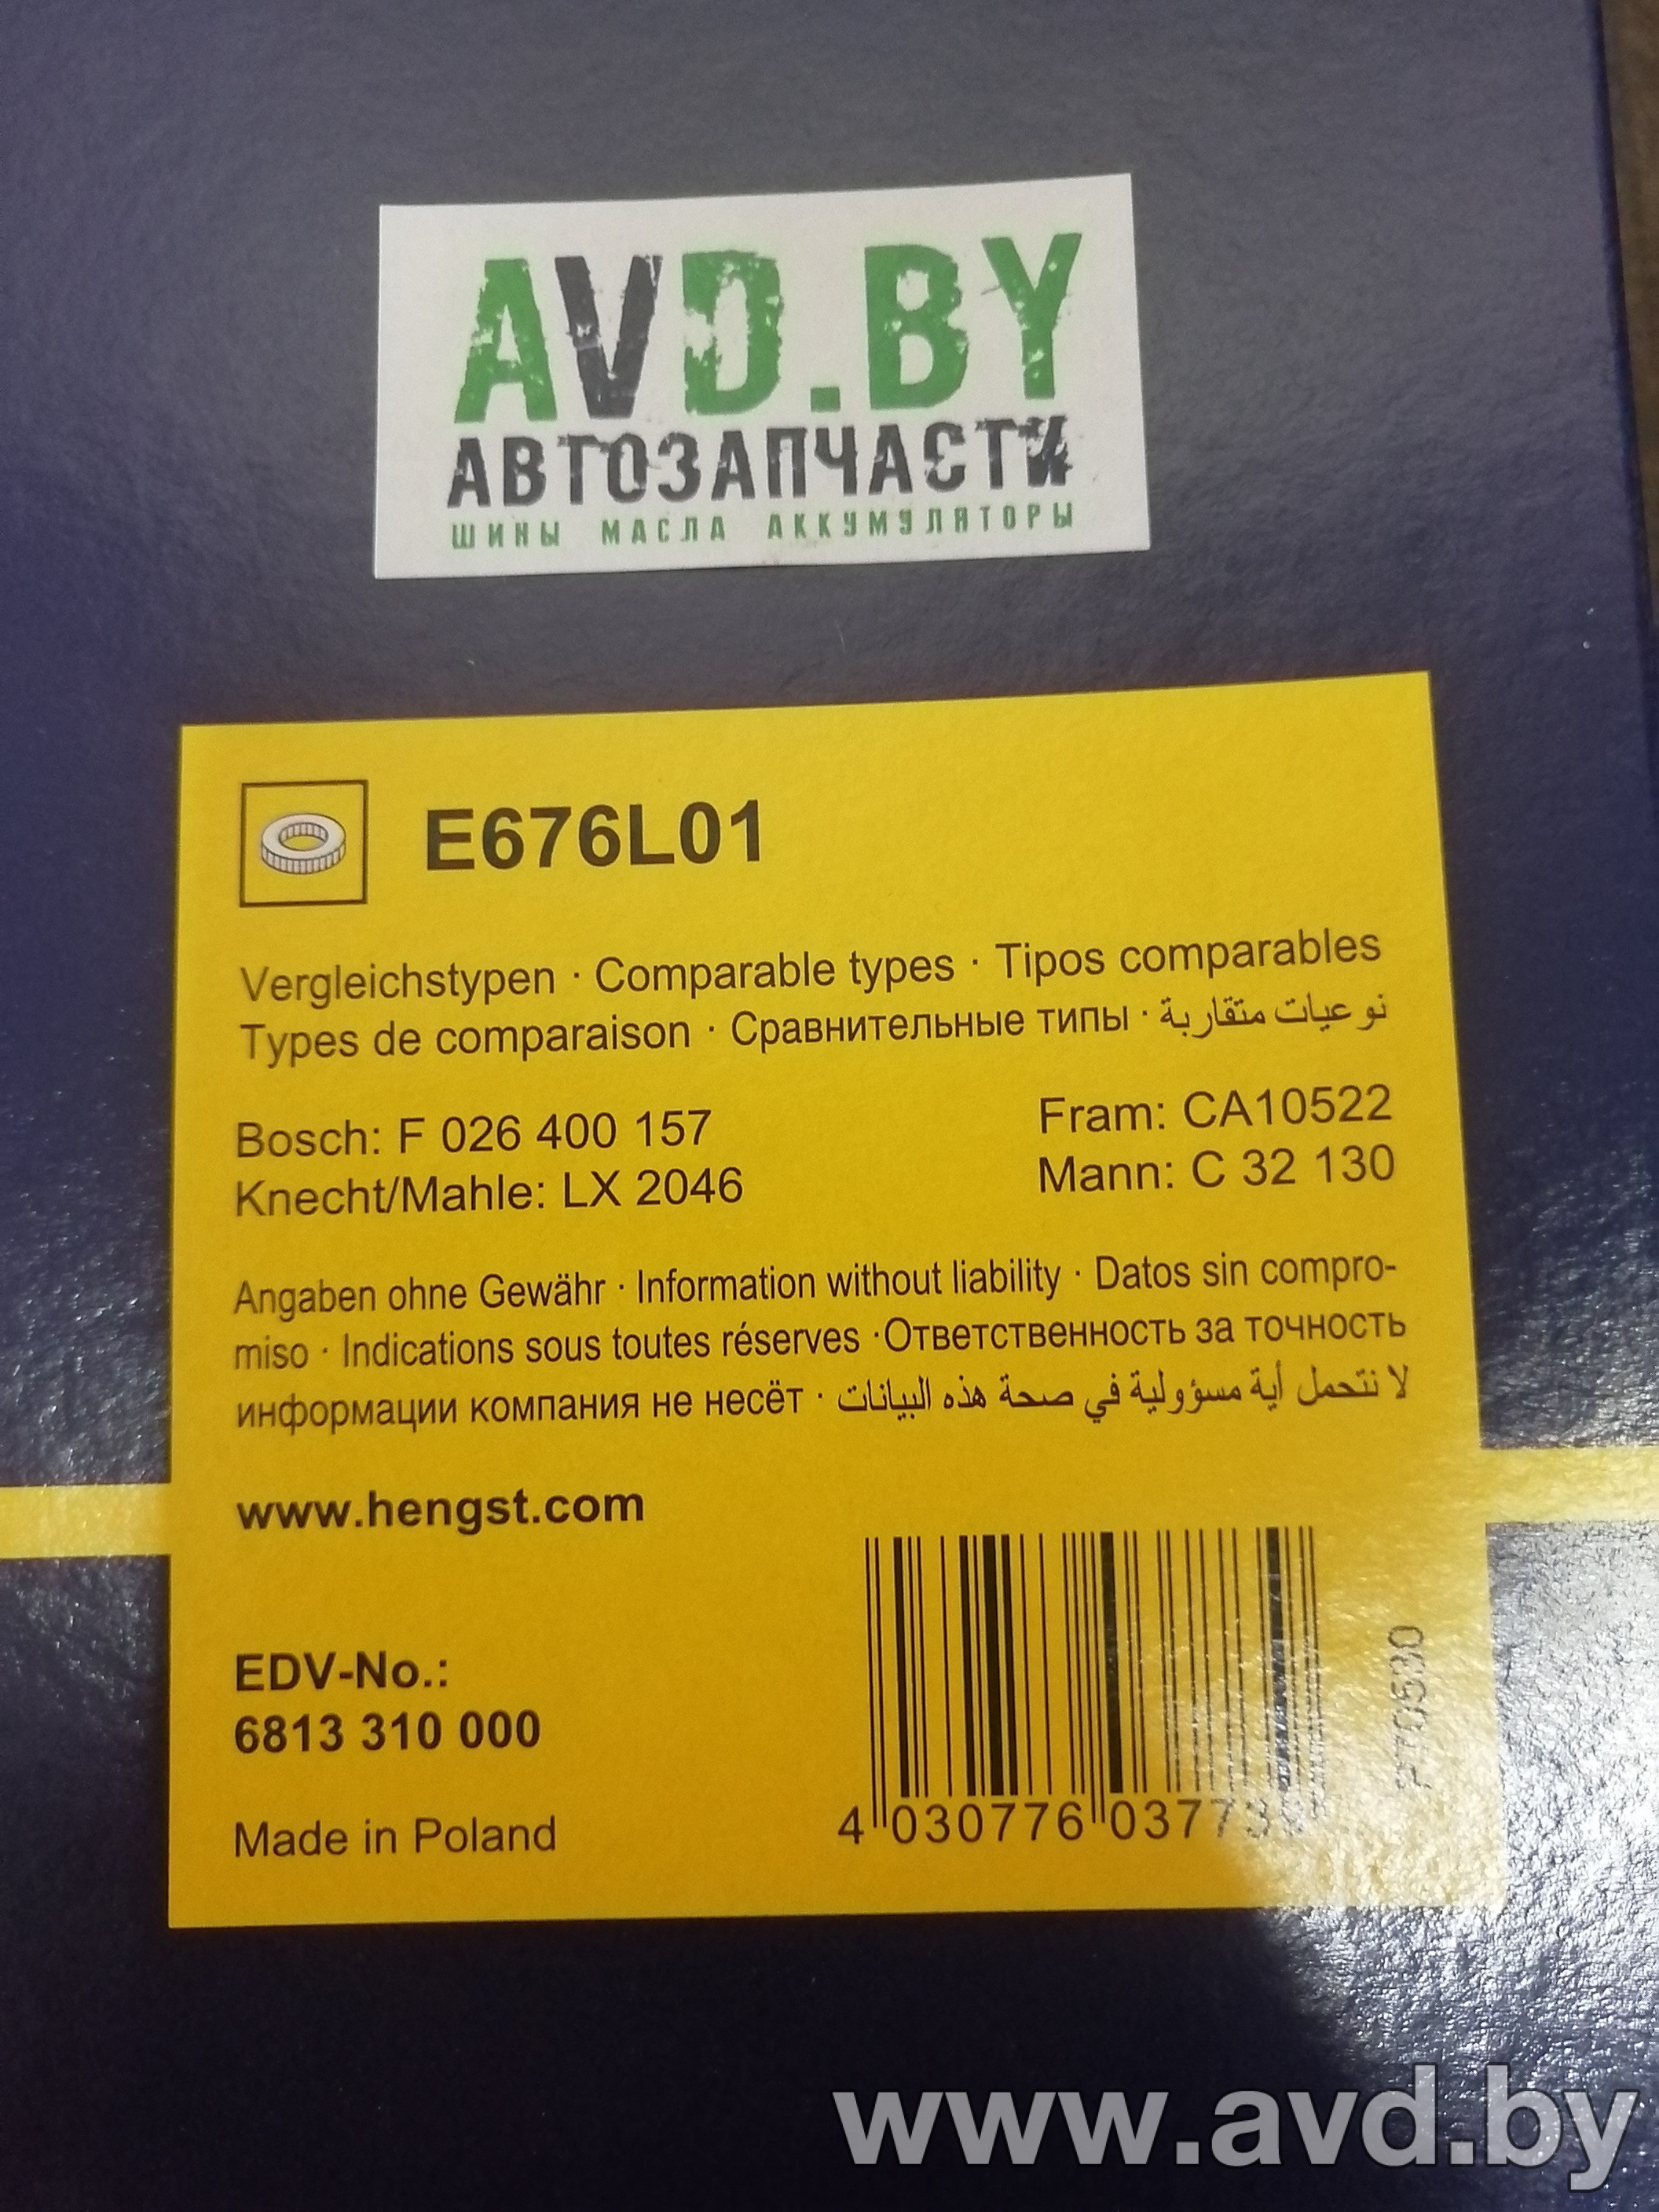 AVD.BY
АВТОЗАПЧАСТИ
ШИНЫ МАСЛА АККУМУЛЯТОРЫ
E676L01
Vergleichstypen · Comparable types · Tipos comparables
Types de comparaison · Сравнительные типы · نوعيات متقاربة
Bosch: F 026 400 157 Fram: CA10522
Knecht/Mahle: LX 2046 Mann: C 32 130
Angaben ohne Gewähr · Information without liability · Datos sin compro-
miso · Indications sous toutes réserves ·Ответственность за точность
информации компания не несёт · لا نتحمل أية مسؤولية في صحة هذه البيانات
www.hengst.com
EDV-No.:
6813 310 000
Made in Poland
4 030776 03773
PT0530
www.avd.by